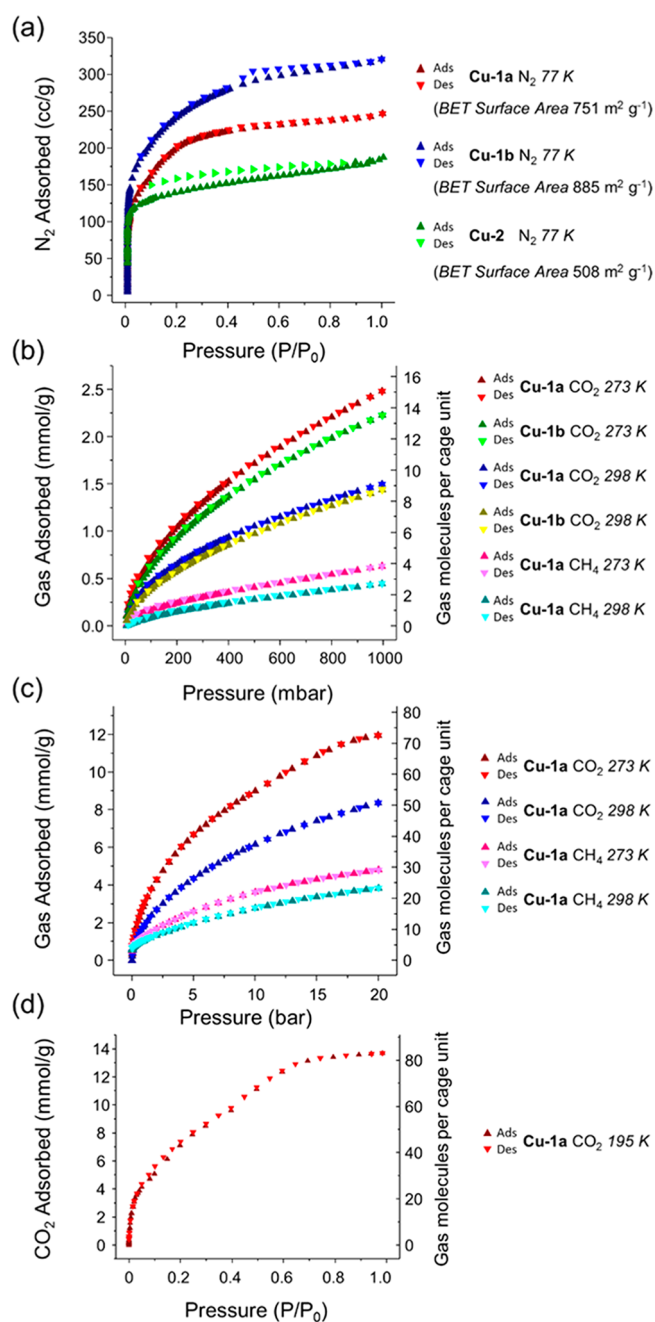 (a)
N2 Adsorbed (cc/g)
350
300
250
200
150
100
50
0
0
0.2
0.4
0.6
0.8
1.0
Pressure (P/P0)
Ads
Des
Cu-1a N2 77 K
(BET Surface Area 751 m2 g-1)
Ads
Des
Cu-1b N2 77 K
(BET Surface Area 885 m2 g-1)
Ads
Des
Cu-2 N2 77 K
(BET Surface Area 508 m2 g-1)
(b)
Gas Adsorbed (mmol/g)
2.5
2.0
1.5
1.0
0.5
0.0
200
400
600
800
1000
Pressure (mbar)
Gas molecules per cage unit
16
14
12
10
8
6
4
2
0
Ads
Des
Cu-1a CO2 273 K
Ads
Des
Cu-1b CO2 273 K
Ads
Des
Cu-1a CO2 298 K
Ads
Des
Cu-1b CO2 298 K
Ads
Des
Cu-1a CH4 273 K
Ads
Des
Cu-1a CH4 298 K
(c)
Gas Adsorbed (mmol/g)
12
10
8
6
4
2
0
0
5
10
15
20
Pressure (bar)
Gas molecules per cage unit
80
70
60
50
40
30
20
10
0
Ads
Des
Cu-1a CO2 273 K
Ads
Des
Cu-1a CO2 298 K
Ads
Des
Cu-1a CH4 273 K
Ads
Des
Cu-1a CH4 298 K
(d)
CO2 Adsorbed (mmol/g)
14
12
10
8
6
4
2
0
0
0.2
0.4
0.6
0.8
1.0
Pressure (P/P0)
Gas molecules per cage unit
80
60
40
20
0
Ads
Des
Cu-1a CO2 195 K